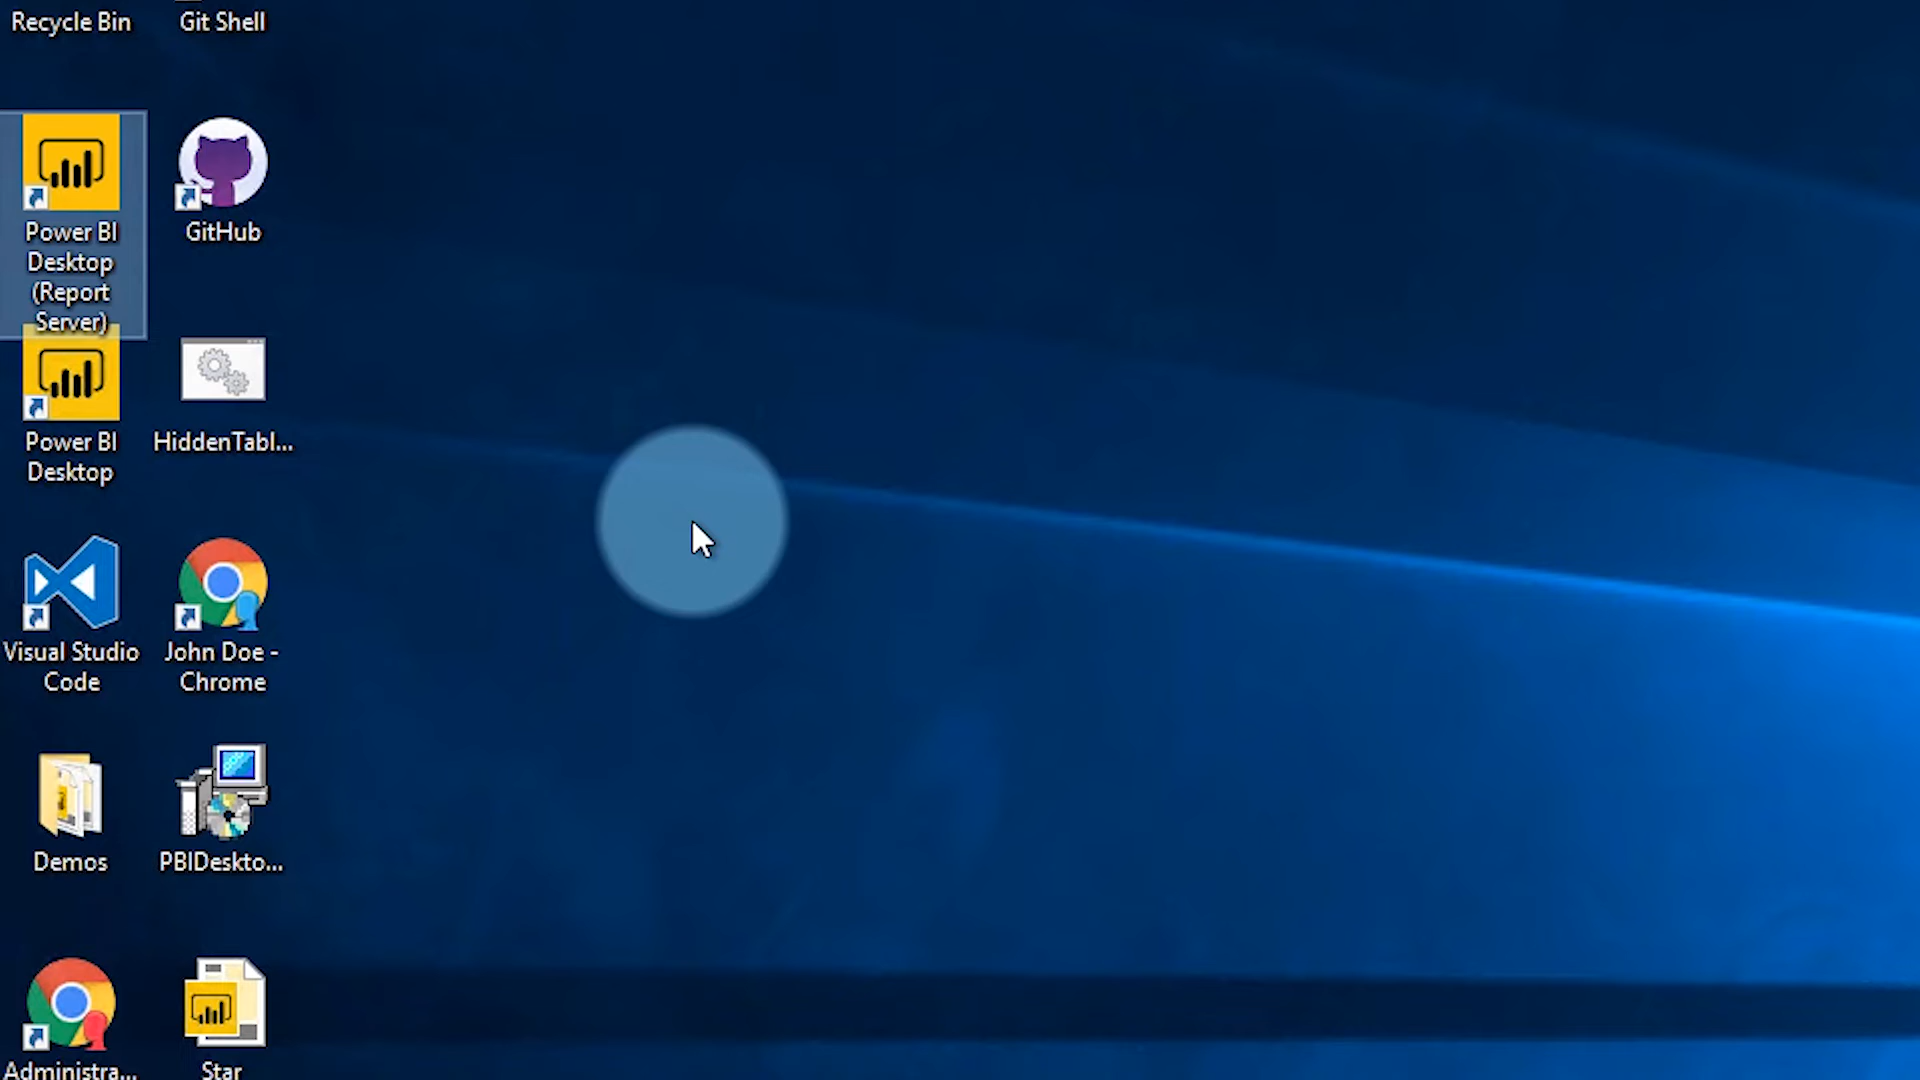 Recycle Bin
Git Shell
Power BI
Desktop
(Report
Server)
GitHub
Power BI
Desktop
HiddenTabl...
Visual Studio
Code
John Doe -
Chrome
Demos
PBIDeskto...
Administra...
Star